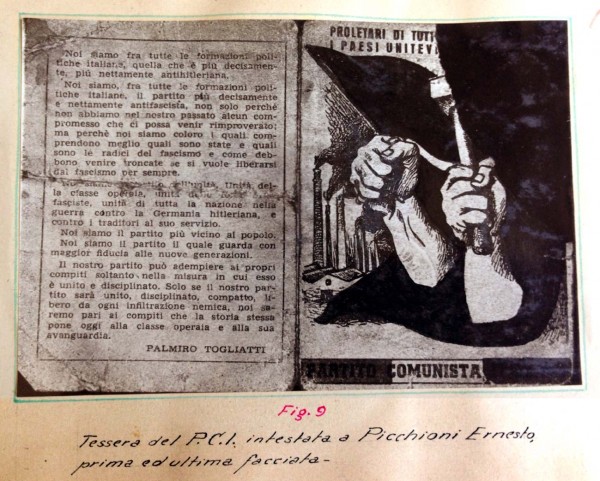 Noi siamo fra tutte le formazioni poli-
tiche italiane, quella che è più decisamen-
te, più nettamente antihitleriana.
Noi siamo, fra tutte le formazioni poli-
tiche italiane, il partito più decisamente
e nettamente antifascista, non solo perchè
non abbiamo nel nostro passato alcun com-
promesso che ci possa venir rimproverato;
ma perchè noi siamo coloro i quali com-
prendono meglio quali sono state e quali
sono le radici del fascismo e come deb-
bono venire troncate se si vuole liberarsi
dal fascismo per sempre.
Noi siamo dell'unità. Unità del-
la classe operaia, unità
fasciste, unità di tutta la nazione nella
guerra contro la Germania hitleriana, e
contro i traditori al suo servizio.
Noi siamo il partito più vicino al popolo.
Noi siamo il partito il quale guarda con
maggior fiducia alle nuove generazioni.
Il nostro partito può adempiere ai propri
compiti soltanto nella misura in cui esso
è unito e disciplinato. Solo se il nostro par-
tito sarà unito, disciplinato, compatto, li-
bero da ogni infiltrazione nemica, noi sa-
remo pari ai compiti che la storia stessa
pone oggi alla classe operaia e alla sua
avanguardia.
PALMIRO TOGLIATTI
PROLETARI DI TUTTI
I PAESI UNITEVI
PARTITO COMUNISTA
Fig. 9
Tessera del P.C.I. intestata a Picchioni Ernesto,
prima ed ultima facciata-